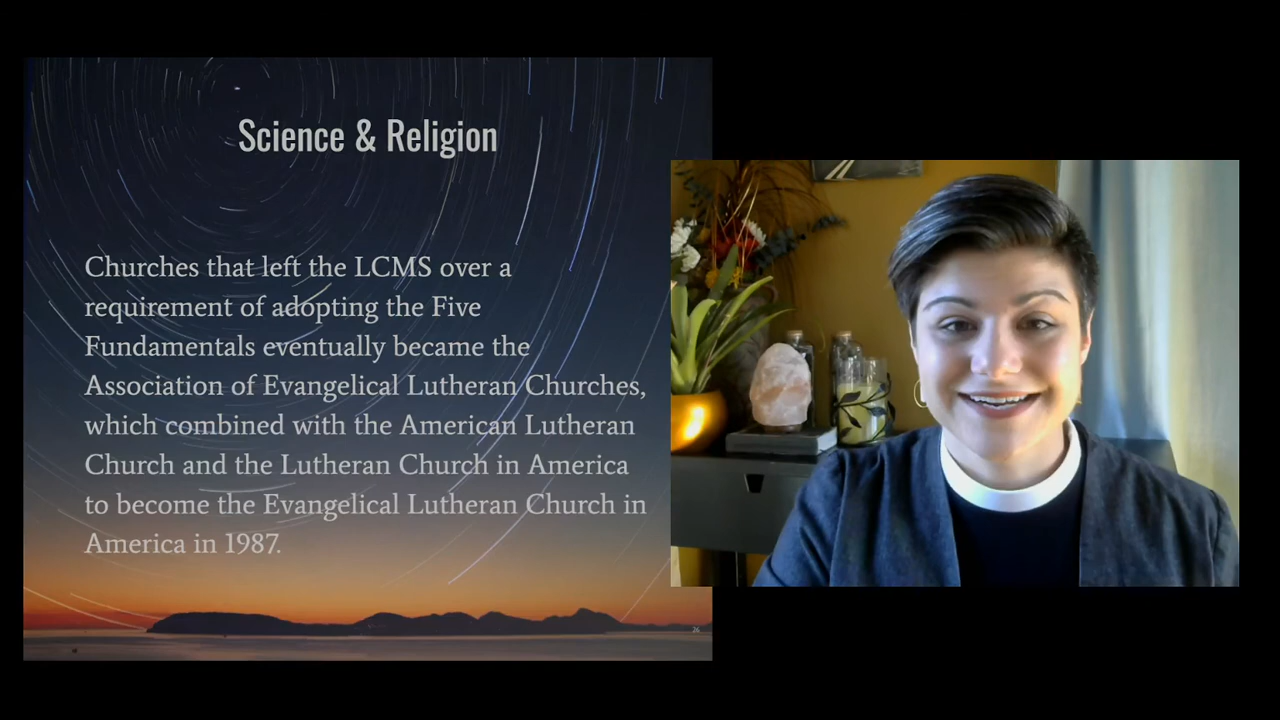 Science & Religion
Churches that left the LCMS over a
requirement of adopting the Five
Fundamentals eventually became the
Association of Evangelical Lutheran Churches,
which combined with the American Lutheran
Church and the Lutheran Church in America
to become the Evangelical Lutheran Church in
America in 1987.
26